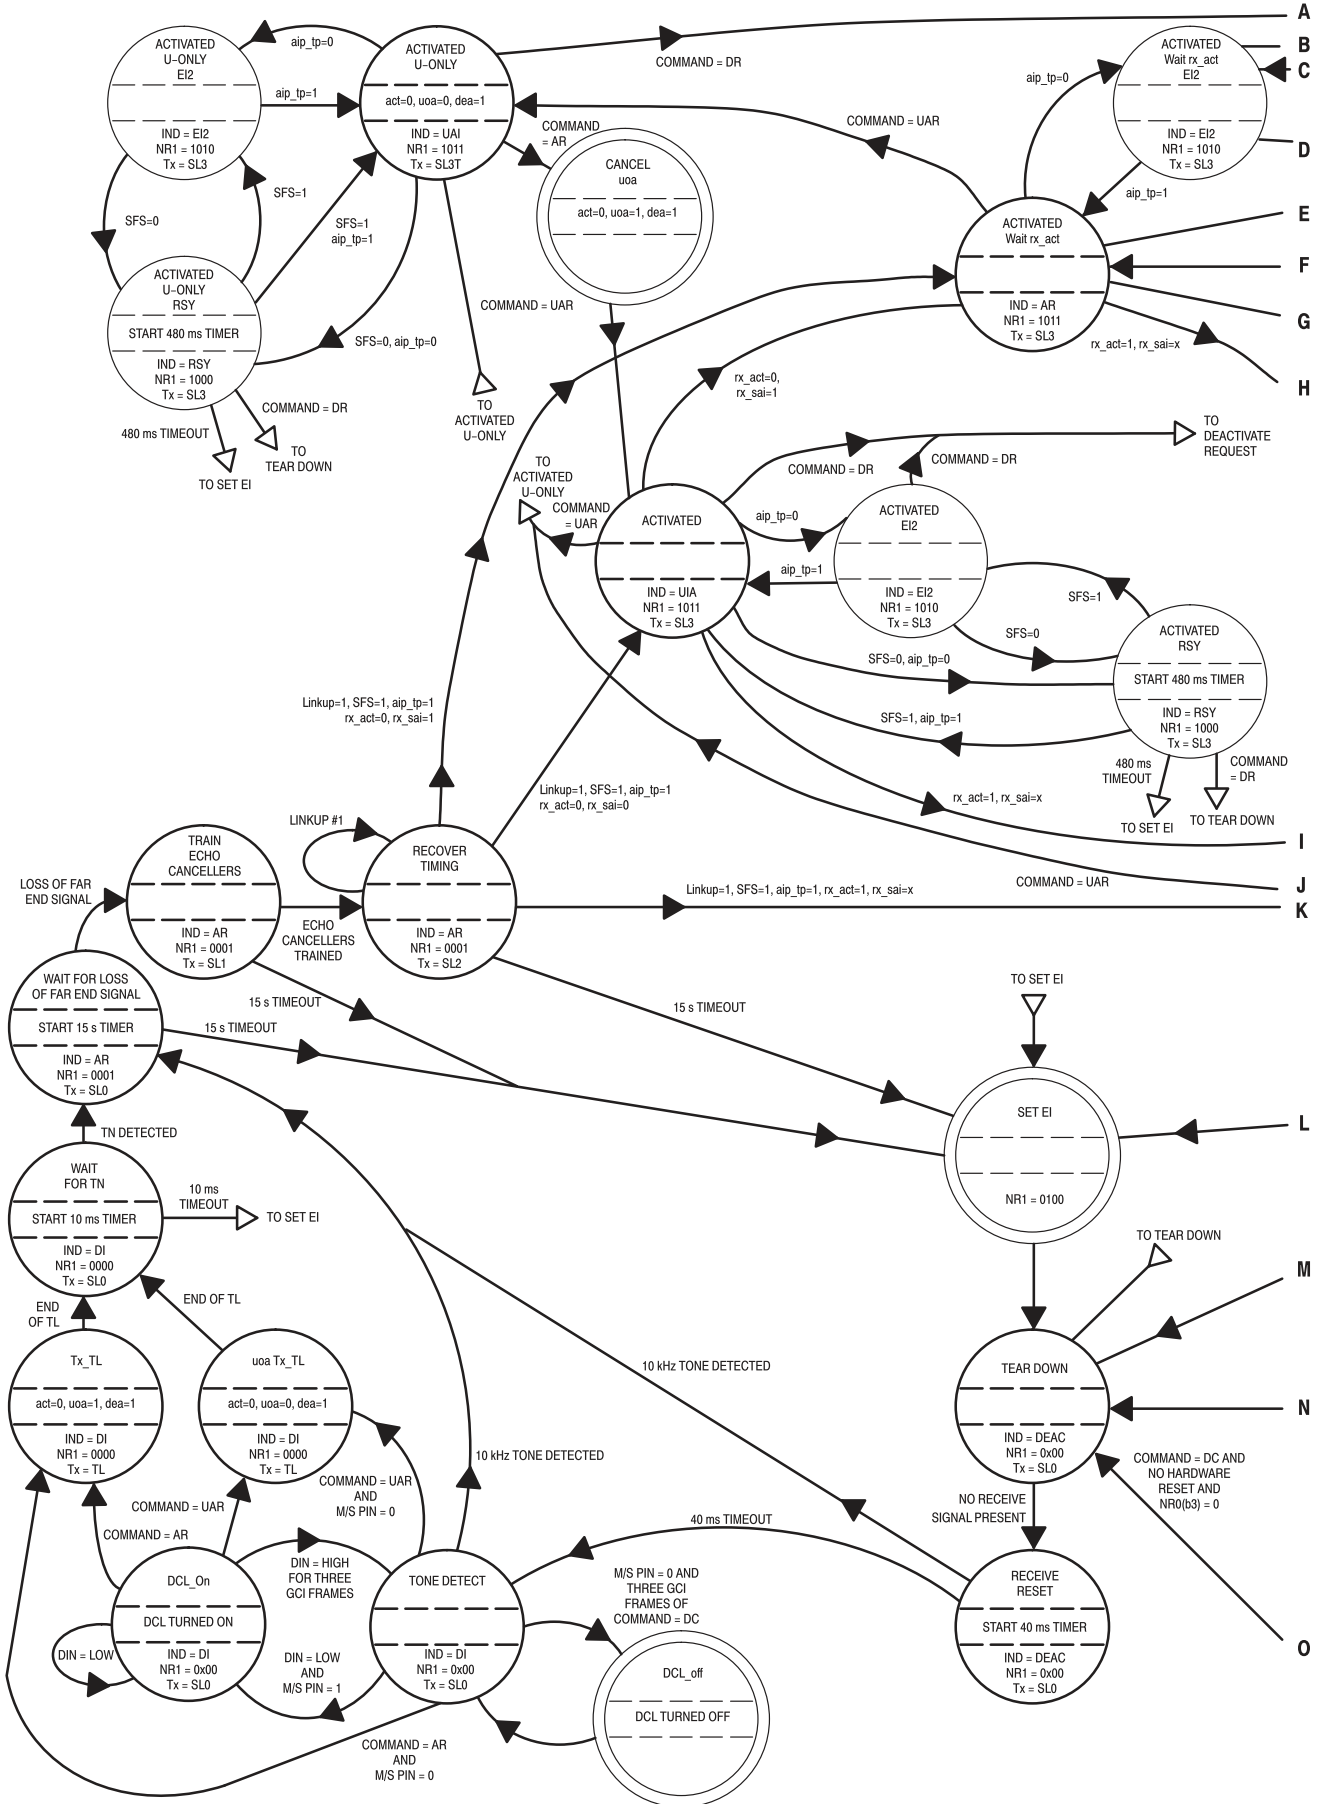 ACTIVATED
U–ONLY
EI2
IND = EI2
NR1 = 1010
Tx = SL3
aip_tp=0
aip_tp=1
ACTIVATED
U–ONLY
act=0, uoa=0, dea=1
IND = UAI
NR1 = 1011
Tx = SL3T
COMMAND = DR
A
ACTIVATED
Wait rx_act
EI2
IND = EI2
NR1 = 1010
Tx = SL3
B
C
D
aip_tp=0
aip_tp=1
COMMAND = UAR
COMMAND
= AR
CANCEL
uoa
act=0, uoa=1, dea=1
SFS=0
SFS=1
SFS=1
aip_tp=1
ACTIVATED
U–ONLY
RSY
START 480 ms TIMER
IND = RSY
NR1 = 1000
Tx = SL3
SFS=0, aip_tp=0
COMMAND = DR
480 ms TIMEOUT
TO
TEAR DOWN
TO SET EI
TO
ACTIVATED
U–ONLY
COMMAND = UAR
ACTIVATED
Wait rx_act
IND = AR
NR1 = 1011
Tx = SL3
E
F
G
rx_act=1, rx_sai=x
H
rx_act=0,
rx_sai=1
TO
DEACTIVATE
REQUEST
COMMAND = DR
COMMAND = DR
TO
ACTIVATED
U–ONLY
COMMAND
= UAR
ACTIVATED
IND = UIA
NR1 = 1011
Tx = SL3
aip_tp=0
aip_tp=1
ACTIVATED
EI2
IND = EI2
NR1 = 1010
Tx = SL3
SFS=1
SFS=0
ACTIVATED
RSY
START 480 ms TIMER
IND = RSY
NR1 = 1000
Tx = SL3
SFS=0, aip_tp=0
SFS=1, aip_tp=1
480 ms
TIMEOUT
COMMAND
= DR
TO SET EI
TO TEAR DOWN
rx_act=1, rx_sai=x
I
COMMAND = UAR
J
Linkup=1, SFS=1, aip_tp=1
rx_act=0, rx_sai=1
Linkup=1, SFS=1, aip_tp=1
rx_act=0, rx_sai=0
LINKUP #1
TRAIN
ECHO
CANCELLERS
IND = AR
NR1 = 0001
Tx = SL1
ECHO
CANCELLERS
TRAINED
RECOVER
TIMING
IND = AR
NR1 = 0001
Tx = SL2
Linkup=1, SFS=1, aip_tp=1, rx_act=1, rx_sai=x
K
LOSS OF FAR
END SIGNAL
WAIT FOR LOSS
OF FAR END SIGNAL
START 15 s TIMER
IND = AR
NR1 = 0001
Tx = SL0
15 s TIMEOUT
15 s TIMEOUT
15 s TIMEOUT
TO SET EI
SET EI
NR1 = 0100
L
TN DETECTED
WAIT
FOR TN
START 10 ms TIMER
IND = DI
NR1 = 0000
Tx = SL0
10 ms
TIMEOUT
TO SET EI
END
OF TL
END OF TL
Tx_TL
act=0, uoa=1, dea=1
IND = DI
NR1 = 0000
Tx = TL
uoa Tx_TL
act=0, uoa=0, dea=1
IND = DI
NR1 = 0000
Tx = TL
10 kHz TONE DETECTED
10 kHz TONE DETECTED
TO TEAR DOWN
M
TEAR DOWN
IND = DEAC
NR1 = 0x00
Tx = SL0
N
COMMAND = DC AND
NO HARDWARE
RESET AND
NR0(b3) = 0
O
NO RECEIVE
SIGNAL PRESENT
RECEIVE
RESET
START 40 ms TIMER
IND = DEAC
NR1 = 0x00
Tx = SL0
40 ms TIMEOUT
COMMAND = UAR
AND
M/S PIN = 0
COMMAND = UAR
COMMAND = AR
DCL_On
DCL TURNED ON
IND = DI
NR1 = 0x00
Tx = SL0
DIN = LOW
DIN = HIGH
FOR THREE
GCI FRAMES
DIN = LOW
AND
M/S PIN = 1
TONE DETECT
IND = DI
NR1 = 0x00
Tx = SL0
M/S PIN = 0 AND
THREE GCI
FRAMES OF
COMMAND = DC
DCL_off
DCL TURNED OFF
COMMAND = AR
AND
M/S PIN = 0